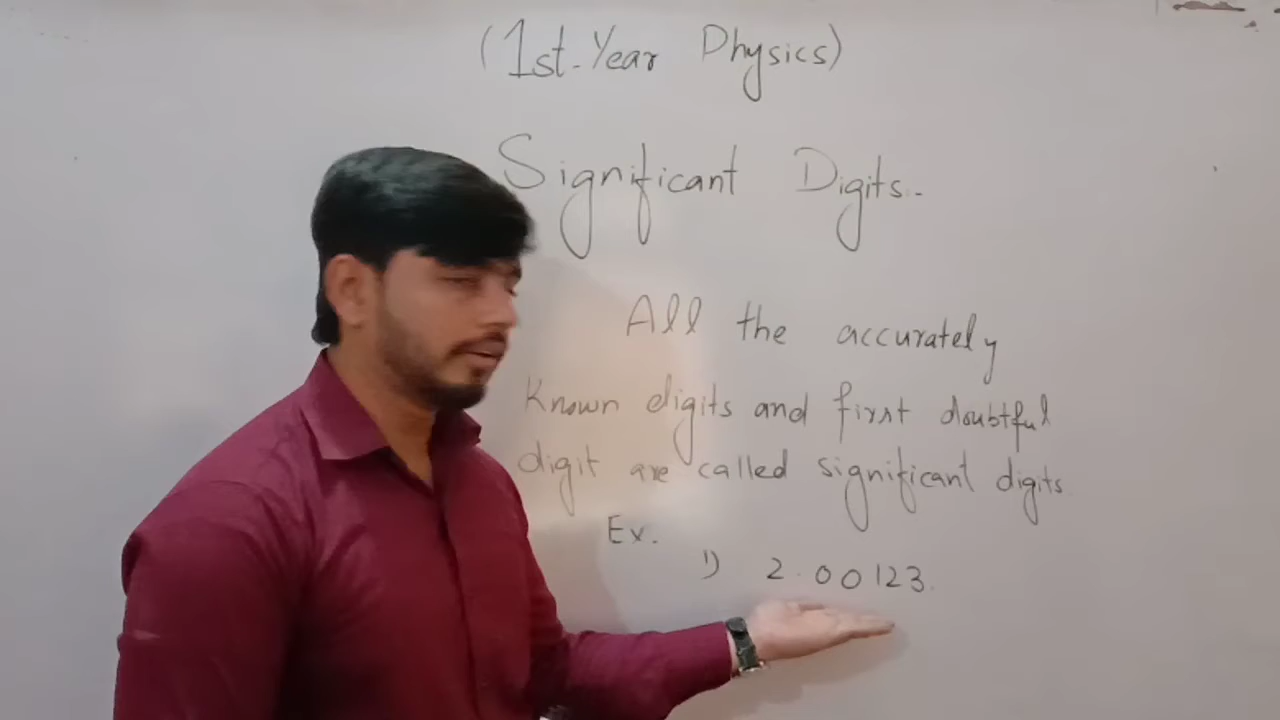 (1st-Year Physics)
Significant Digits.
All the accurately
Known digits and first doubtful
digit are called significant digits
Ex.
1) 2.00123.